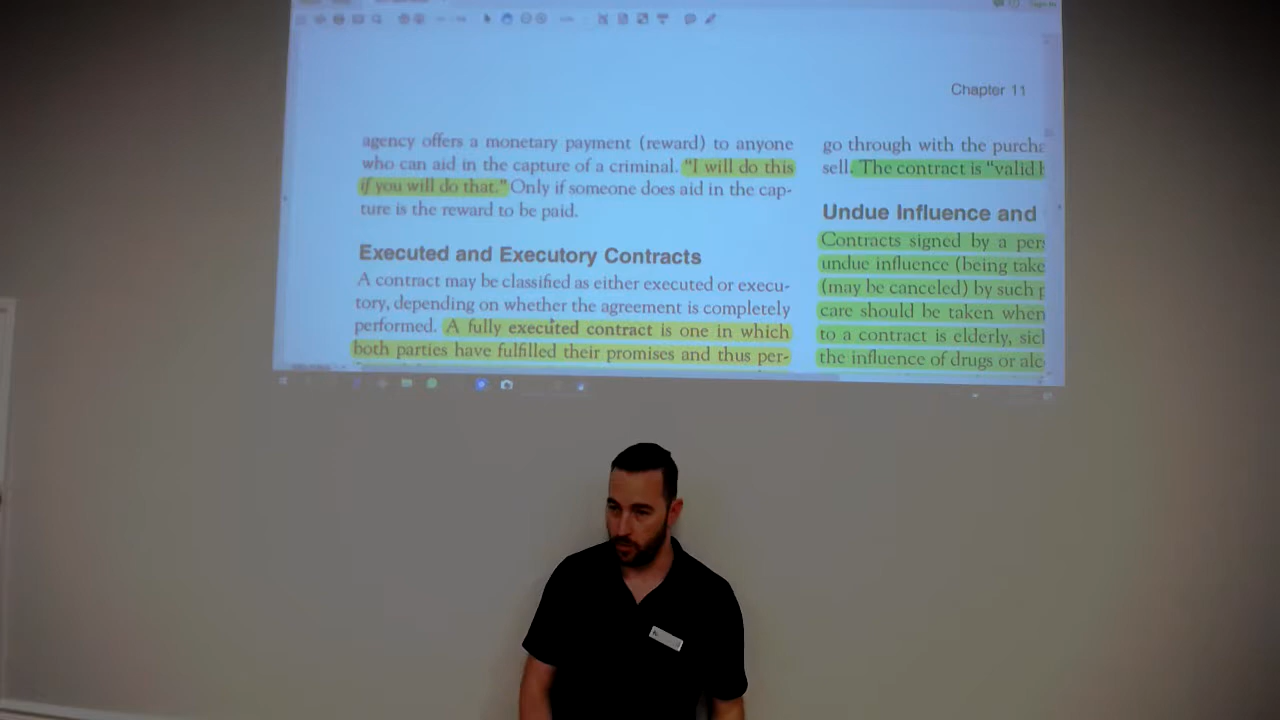 Chapter 11
agency offers a monetary payment (reward) to anyone
who can aid in the capture of a criminal. "I will do this
if you will do that." Only if someone does aid in the cap-
ture is the reward to be paid.
Executed and Executory Contracts
A contract may be classified as either executed or execu-
tory, depending on whether the agreement is completely
performed. A fully executed contract is one in which
both parties have fulfilled their promises and thus per-
go through with the purcha
sell. The contract is "valid
Undue Influence and
Contracts signed by a per
undue influence (being take
(may be canceled) by such
care should be taken when
to a contract is elderly, sick
the influence of drugs or alc